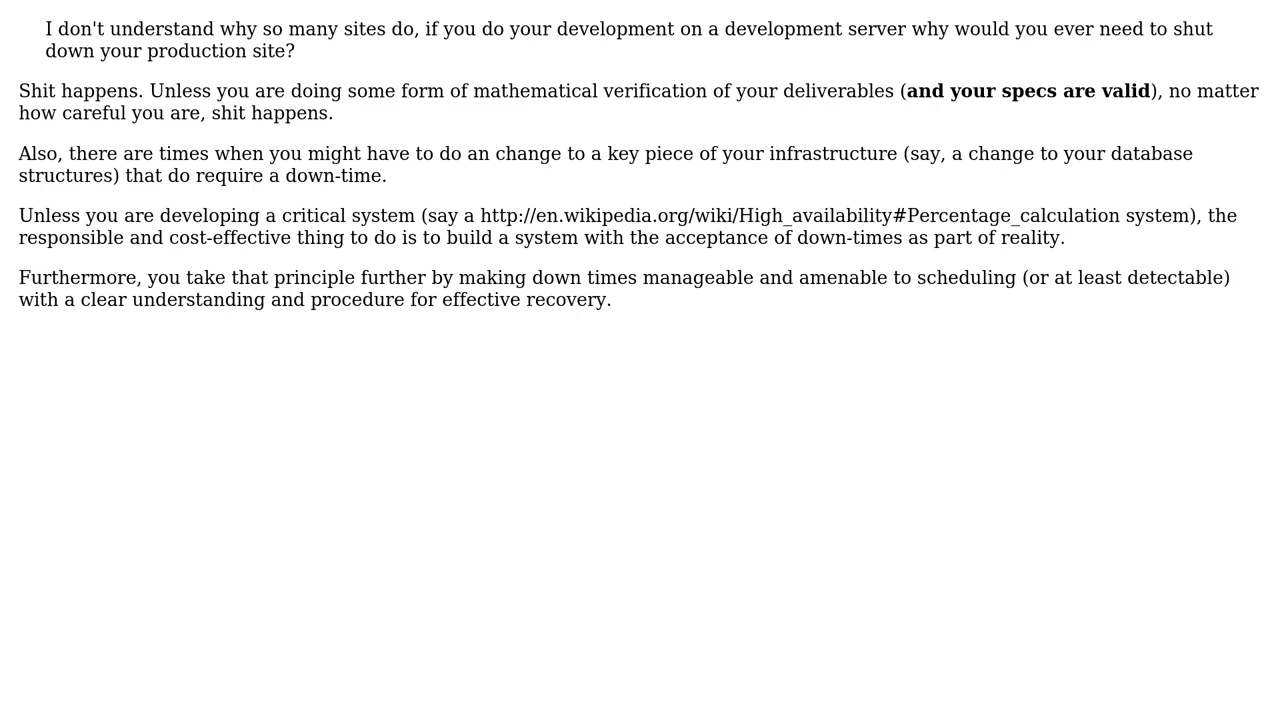 I don't understand why so many sites do, if you do your development on a development server why would you ever need to shut
down your production site?
Shit happens. Unless you are doing some form of mathematical verification of your deliverables (and your specs are valid), no matter
how careful you are, shit happens.
Also, there are times when you might have to do an change to a key piece of your infrastructure (say, a change to your database
structures) that do require a down-time.
Unless you are developing a critical system (say a http://en.wikipedia.org/wiki/High_availability#Percentage_calculation system), the
responsible and cost-effective thing to do is to build a system with the acceptance of down-times as part of reality.
Furthermore, you take that principle further by making down times manageable and amenable to scheduling (or at least detectable)
with a clear understanding and procedure for effective recovery.